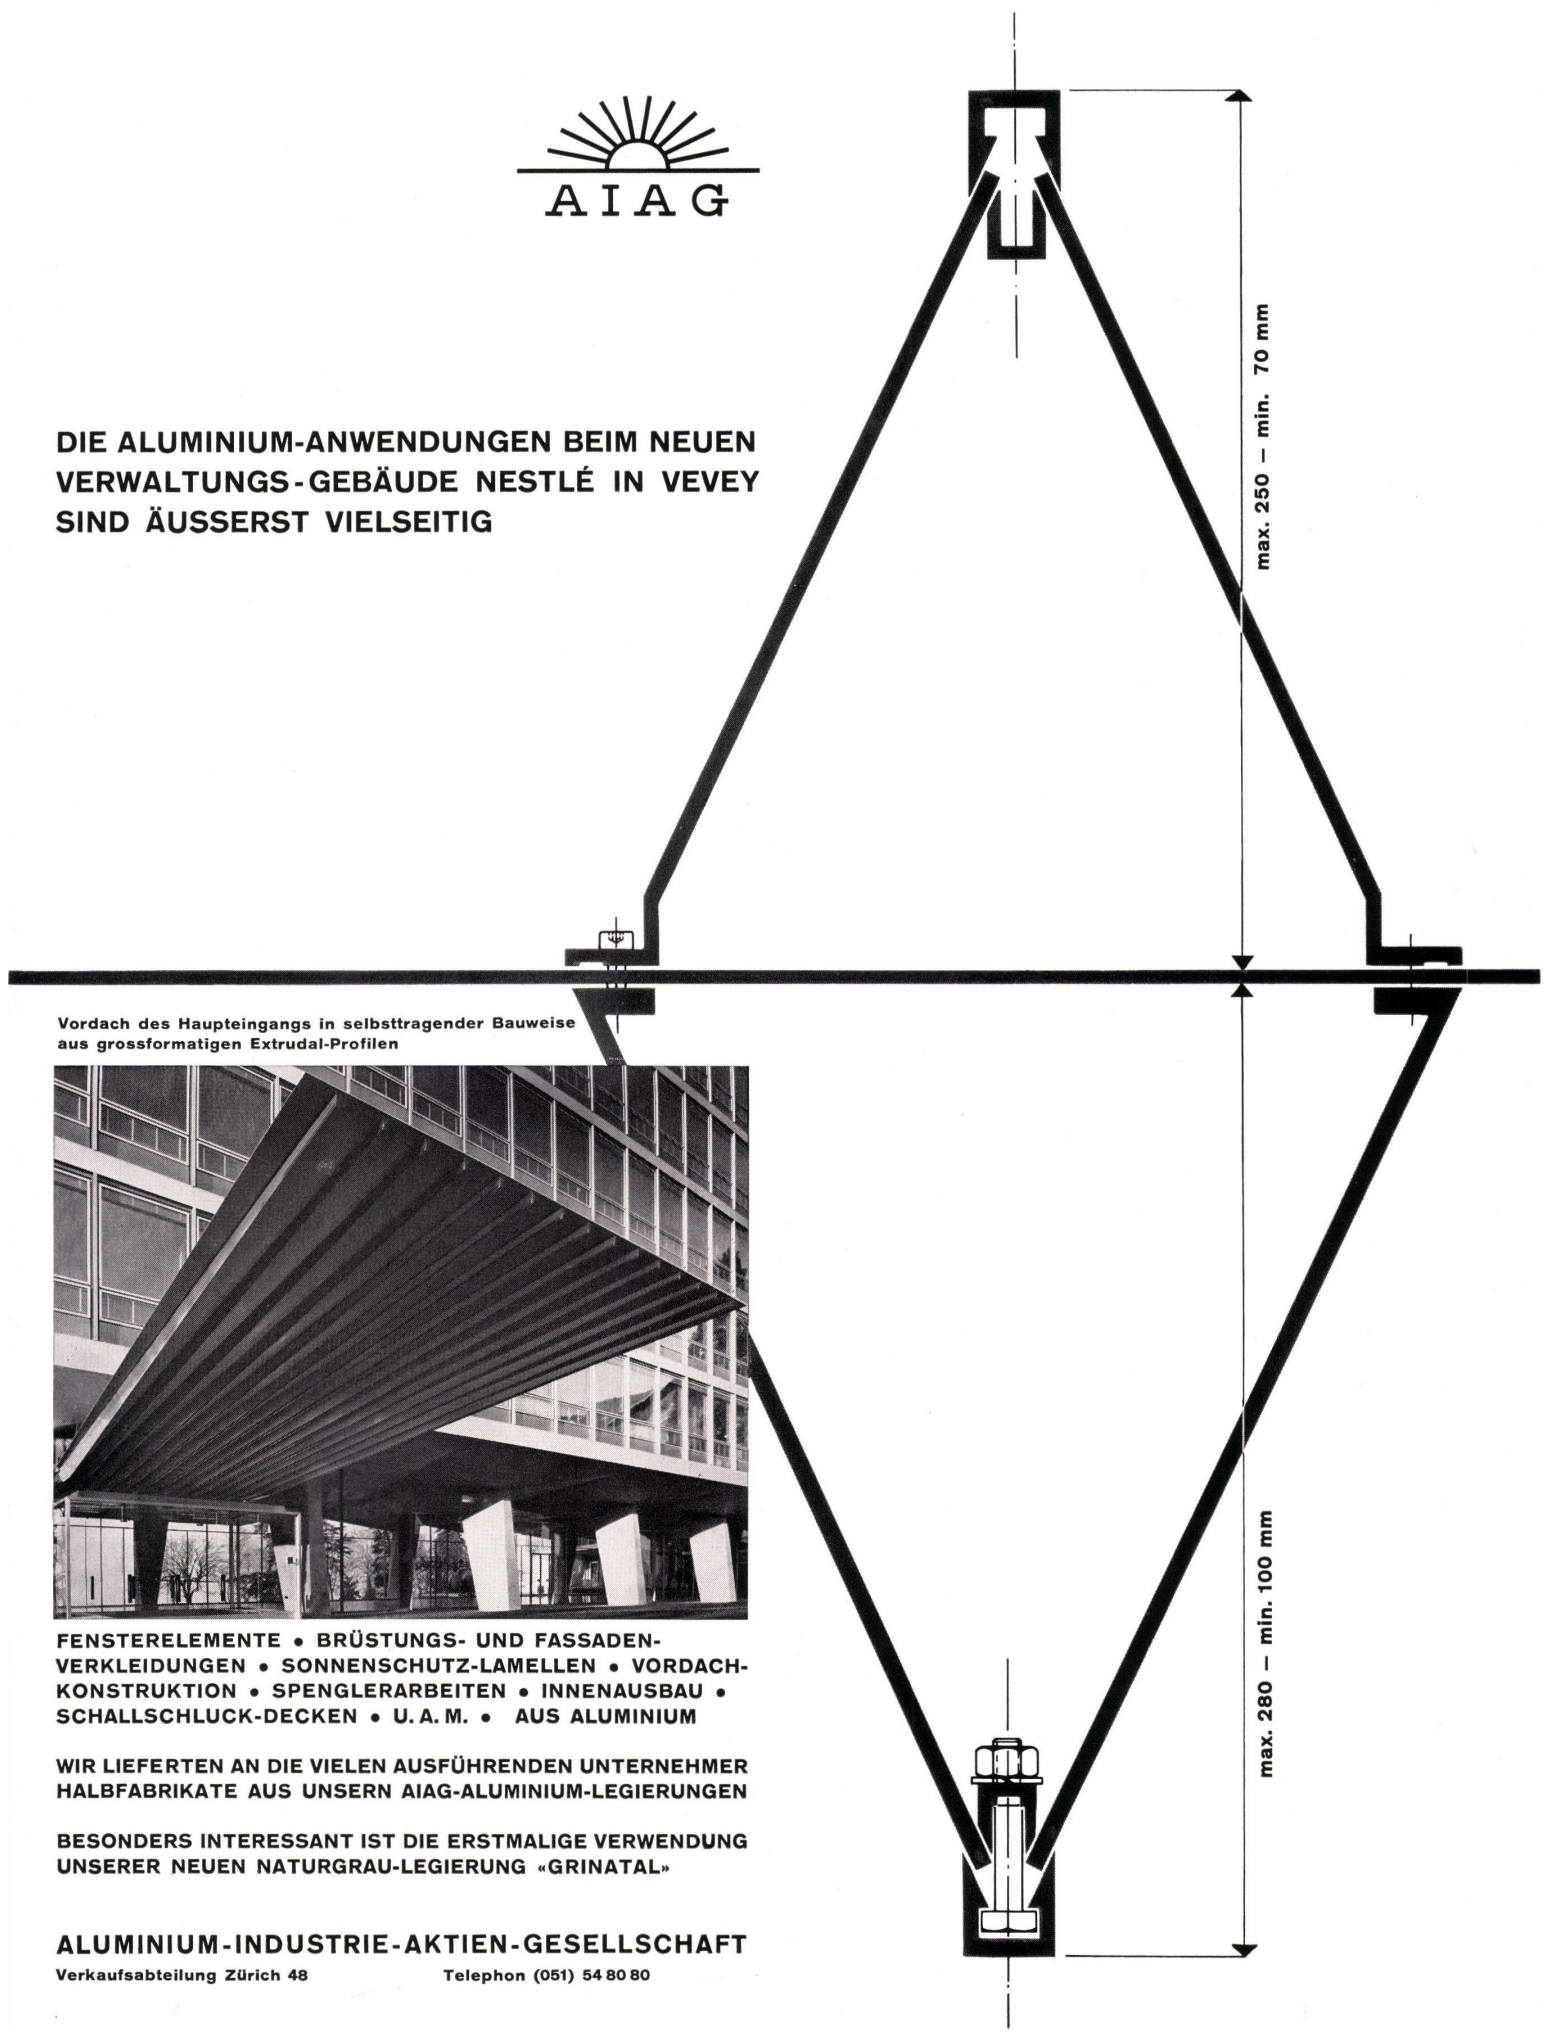 AIAG
DIE ALUMINIUM-ANWENDUNGEN BEIM NEUEN
VERWALTUNGS-GEBÄUDE NESTLÉ IN VEVEY
SIND ÄUSSERST VIELSEITIG
max. 250 – min. 70 mm
Vordach des Haupteingangs in selbsttragender Bauweise
aus grossformatigen Extrudal-Profilen
max. 280 – min. 100 mm
FENSTERELEMENTE • BRÜSTUNGS- UND FASSADEN-
VERKLEIDUNGEN • SONNENSCHUTZ-LAMELLEN • VORDACH-
KONSTRUKTION • SPENGLERARBEITEN • INNENAUSBAU •
SCHALLSCHLUCK-DECKEN • U.A.M. • AUS ALUMINIUM
WIR LIEFERTEN AN DIE VIELEN AUSFÜHRENDEN UNTERNEHMER
HALBFABRIKATE AUS UNSERN AIAG-ALUMINIUM-LEGIERUNGEN
BESONDERS INTERESSANT IST DIE ERSTMALIGE VERWENDUNG
UNSERER NEUEN NATURGRAU-LEGIERUNG «GRINATAL»
ALUMINIUM-INDUSTRIE-AKTIEN-GESELLSCHAFT
Verkaufsabteilung Zürich 48 Telephon (051) 54 80 80